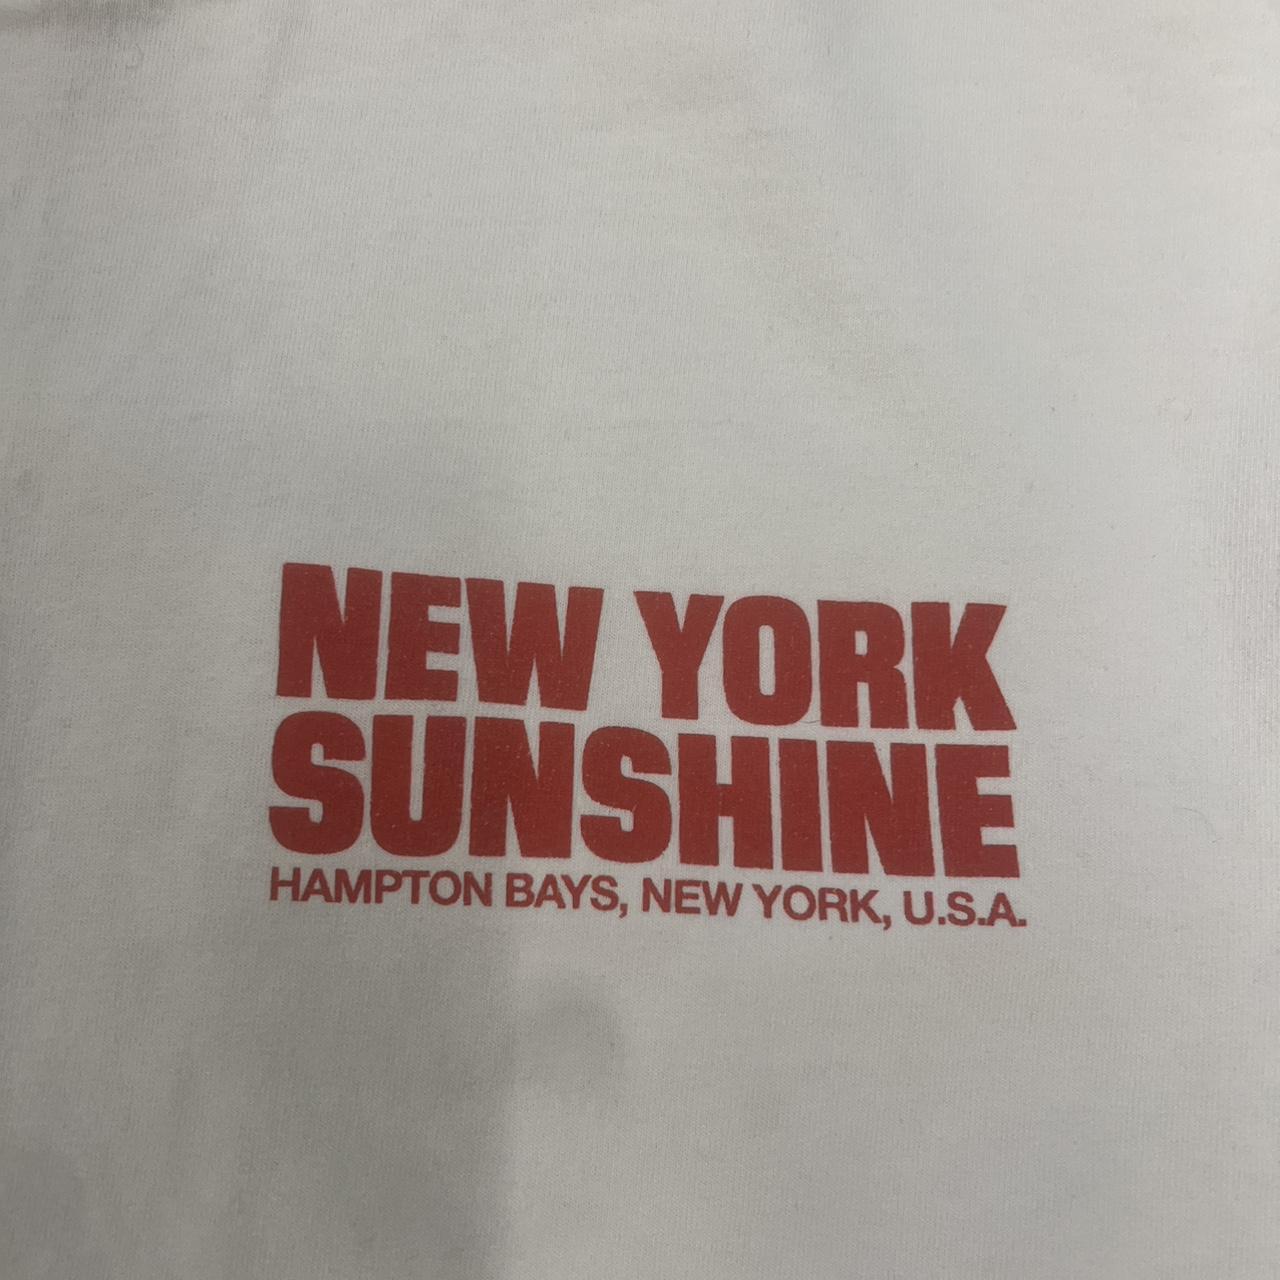 NEW YORK
SUNSHINE
HAMPTON BAYS, NEW YORK, U.S.A.